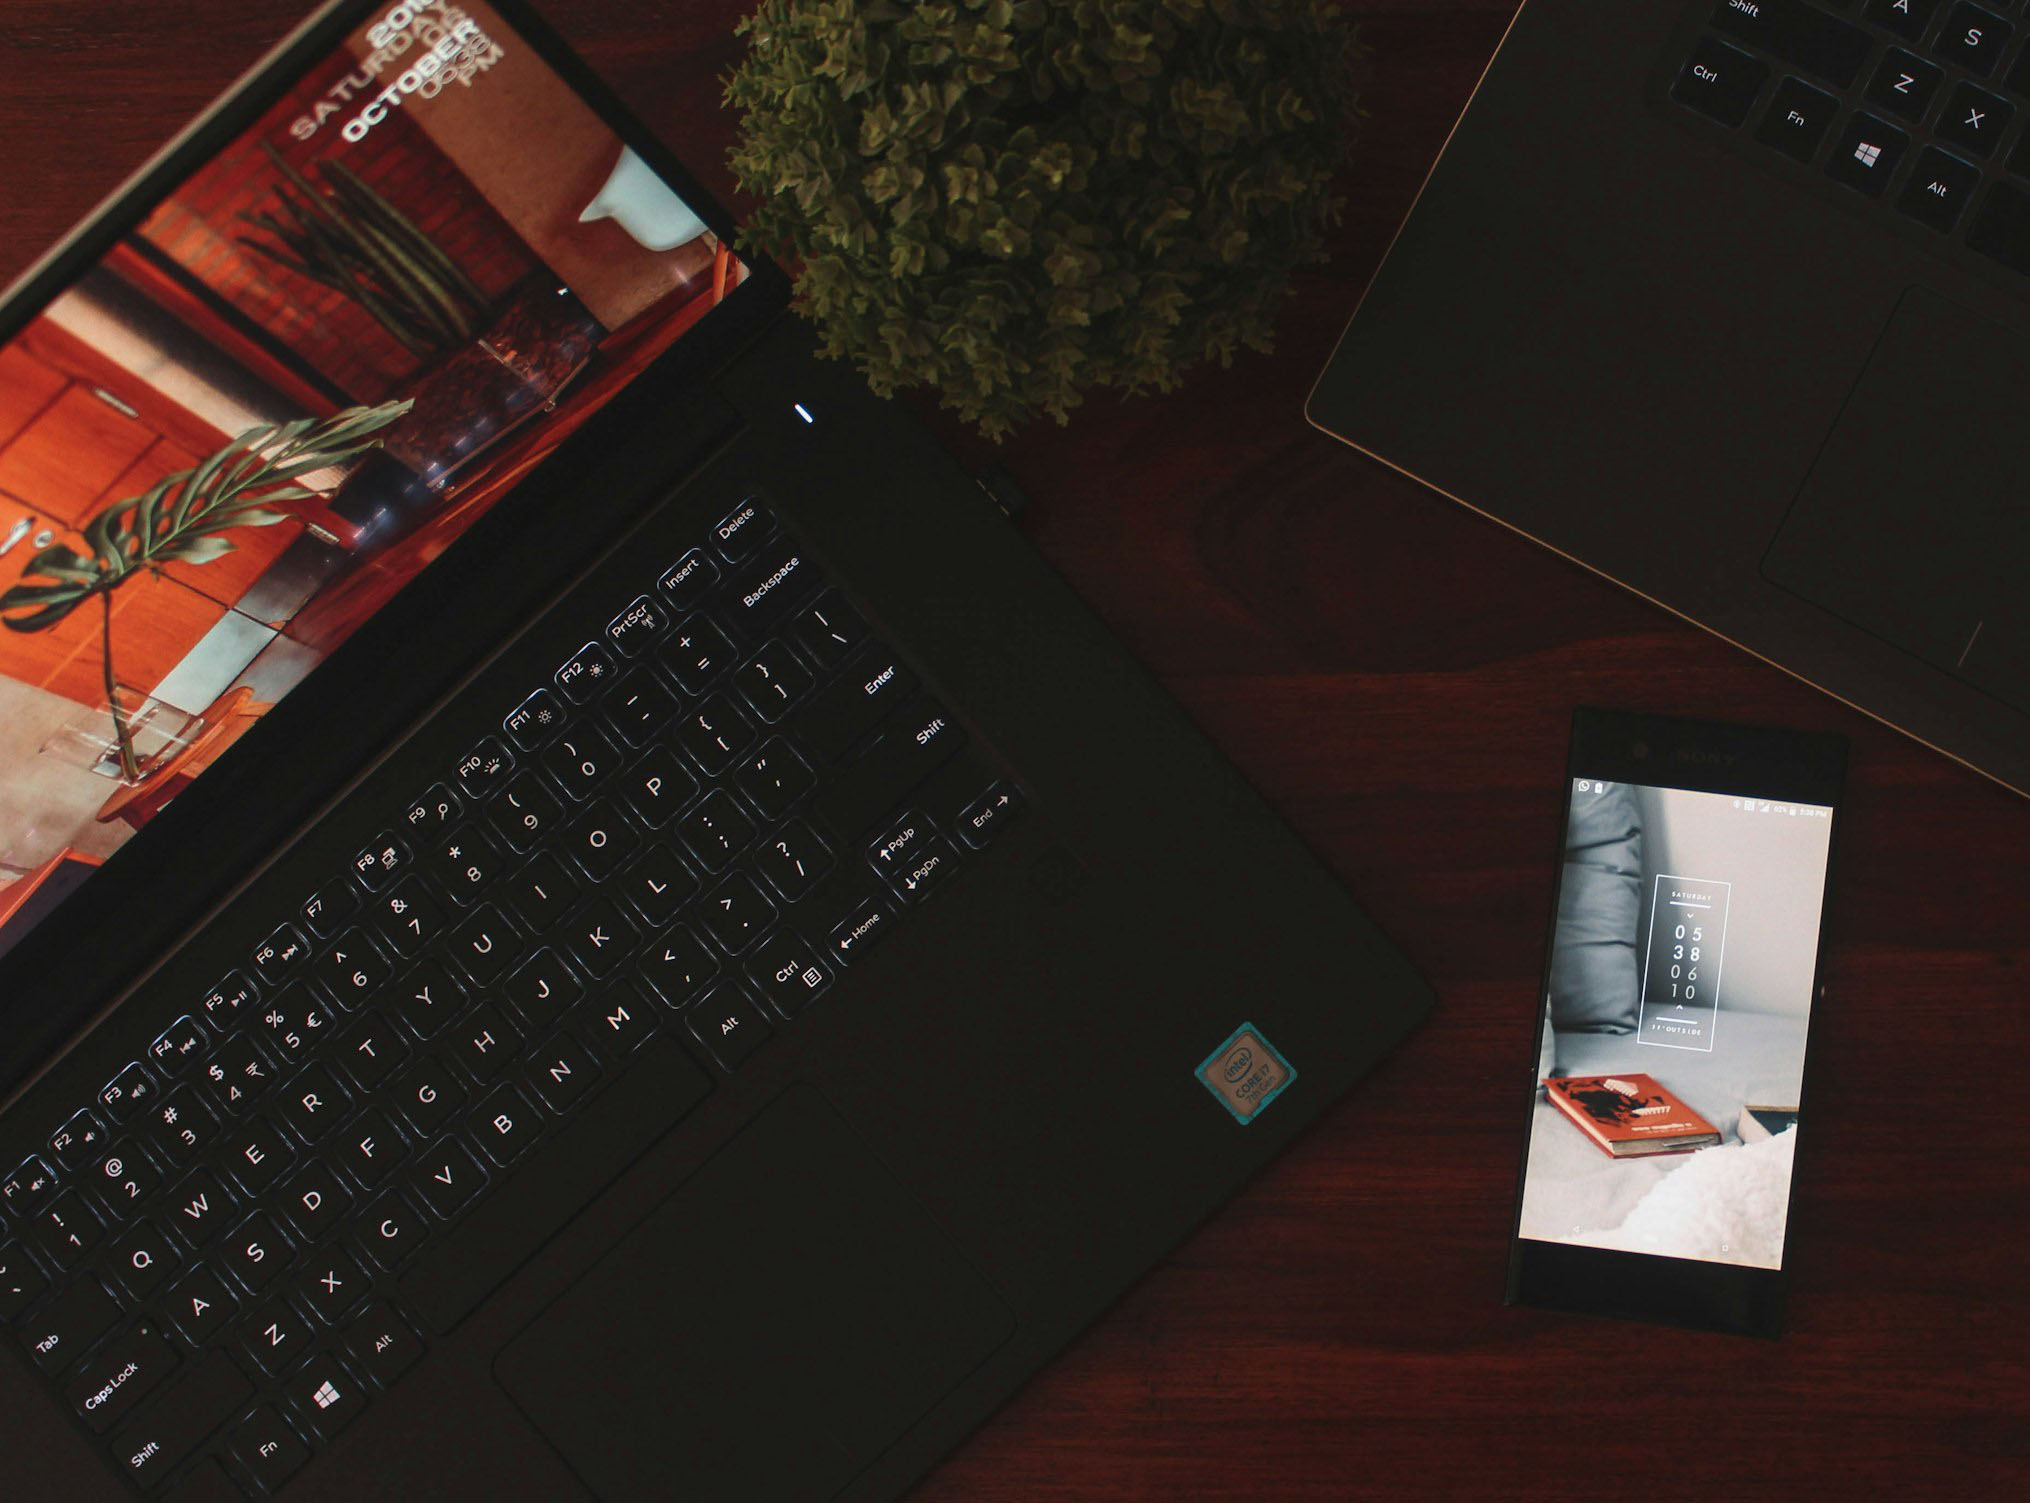 SATURDAY
OCTOBER
PM
Shift
A
S
Ctrl
Fn
Z
X
Alt
Delete
Insert
PrtScr
F12
F11
F10
F9
F8
F7
F6
F5
F4
F3
F2
F1
Backspace
+ =
_ -
) 0
( 9
* 8
& 7
^ 6
% 5 €
$ 4 ₹
# 3
@ 2
! 1
~ `
| \
} ]
{ [
P
O
I
U
Y
T
R
E
W
Q
Tab
Enter
" '
: ;
L
K
J
H
G
F
D
S
A
Caps Lock
Shift
? /
> .
< ,
M
N
B
V
C
X
Z
Shift
PgUp
PgDn
End
Home
Ctrl
Alt
Alt
Fn
intel
CORE i7
7th Gen
SONY
62% 5:38 PM
SATURDAY
05
38
06
10